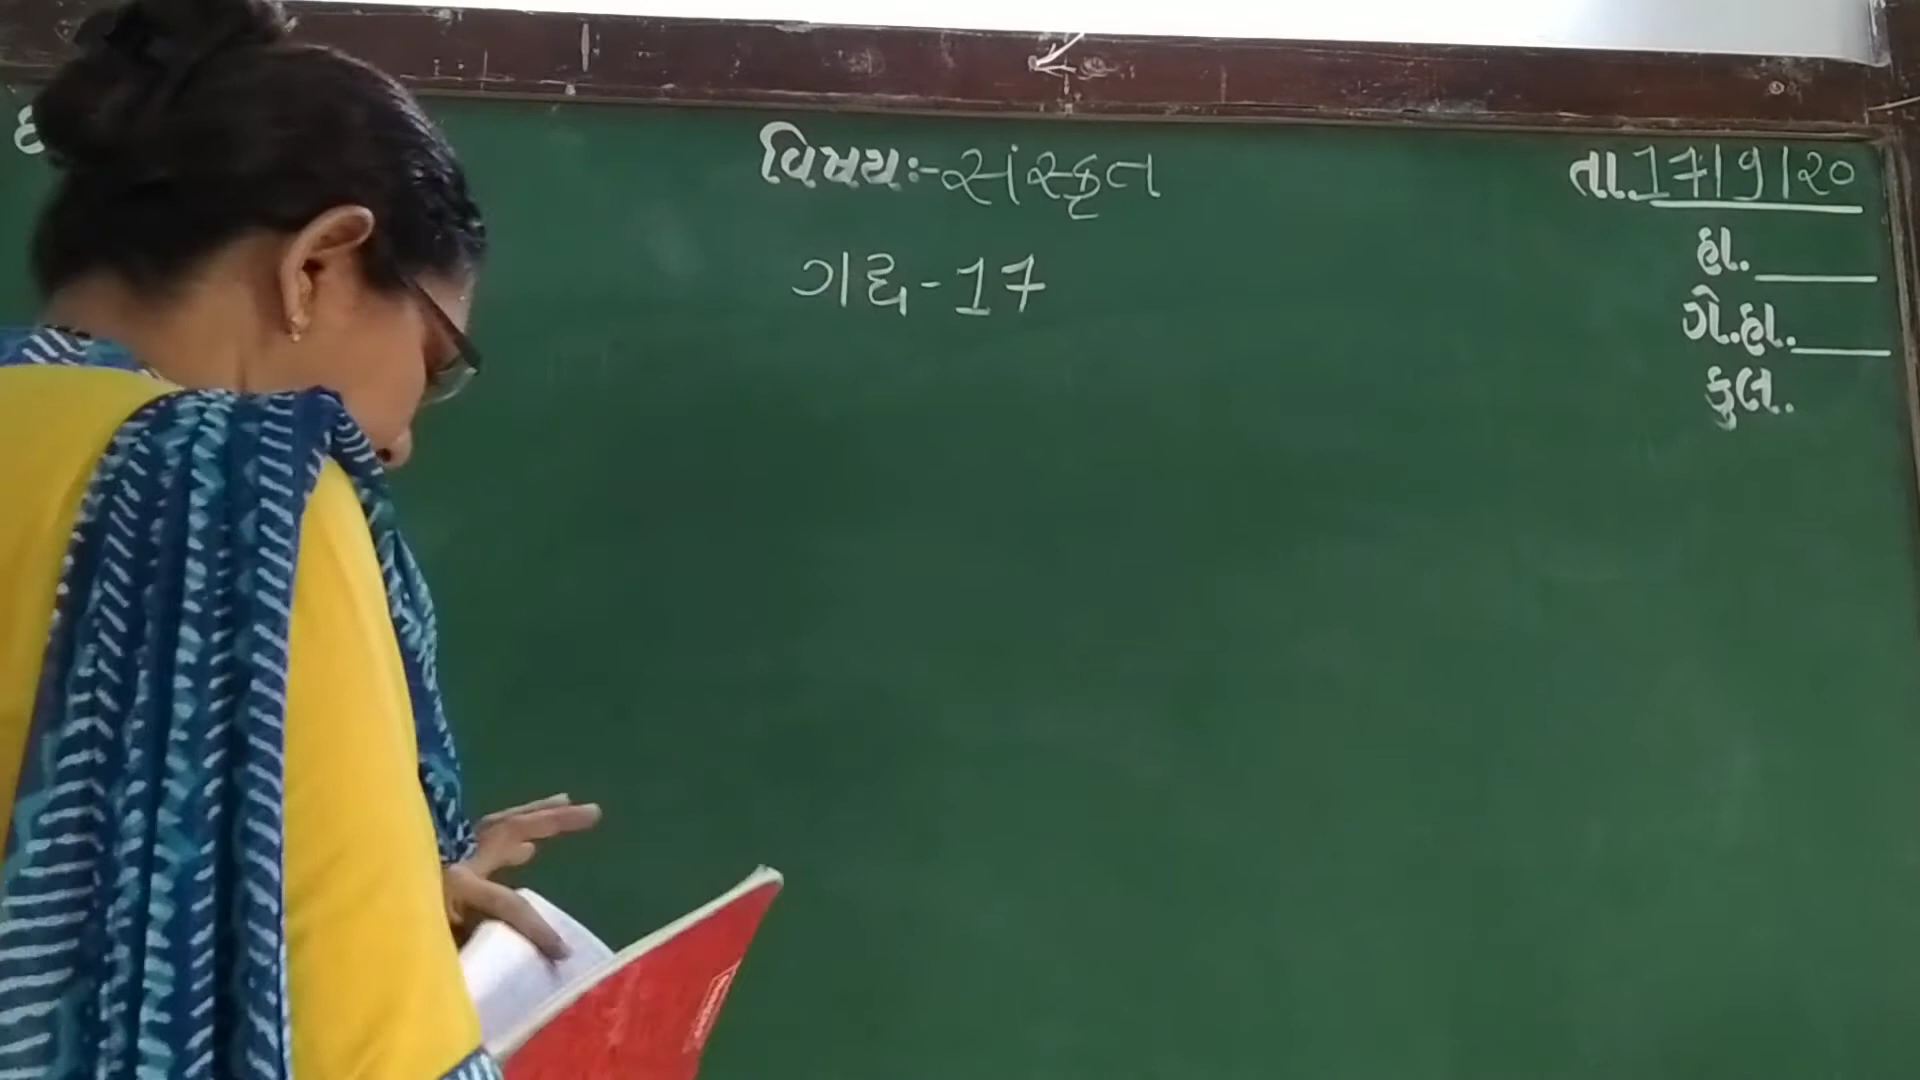 વિષય:-સંસ્કૃત
તા.17/9/20
ગદ્ય-17
હા.
ગે.હા.
કુલ.